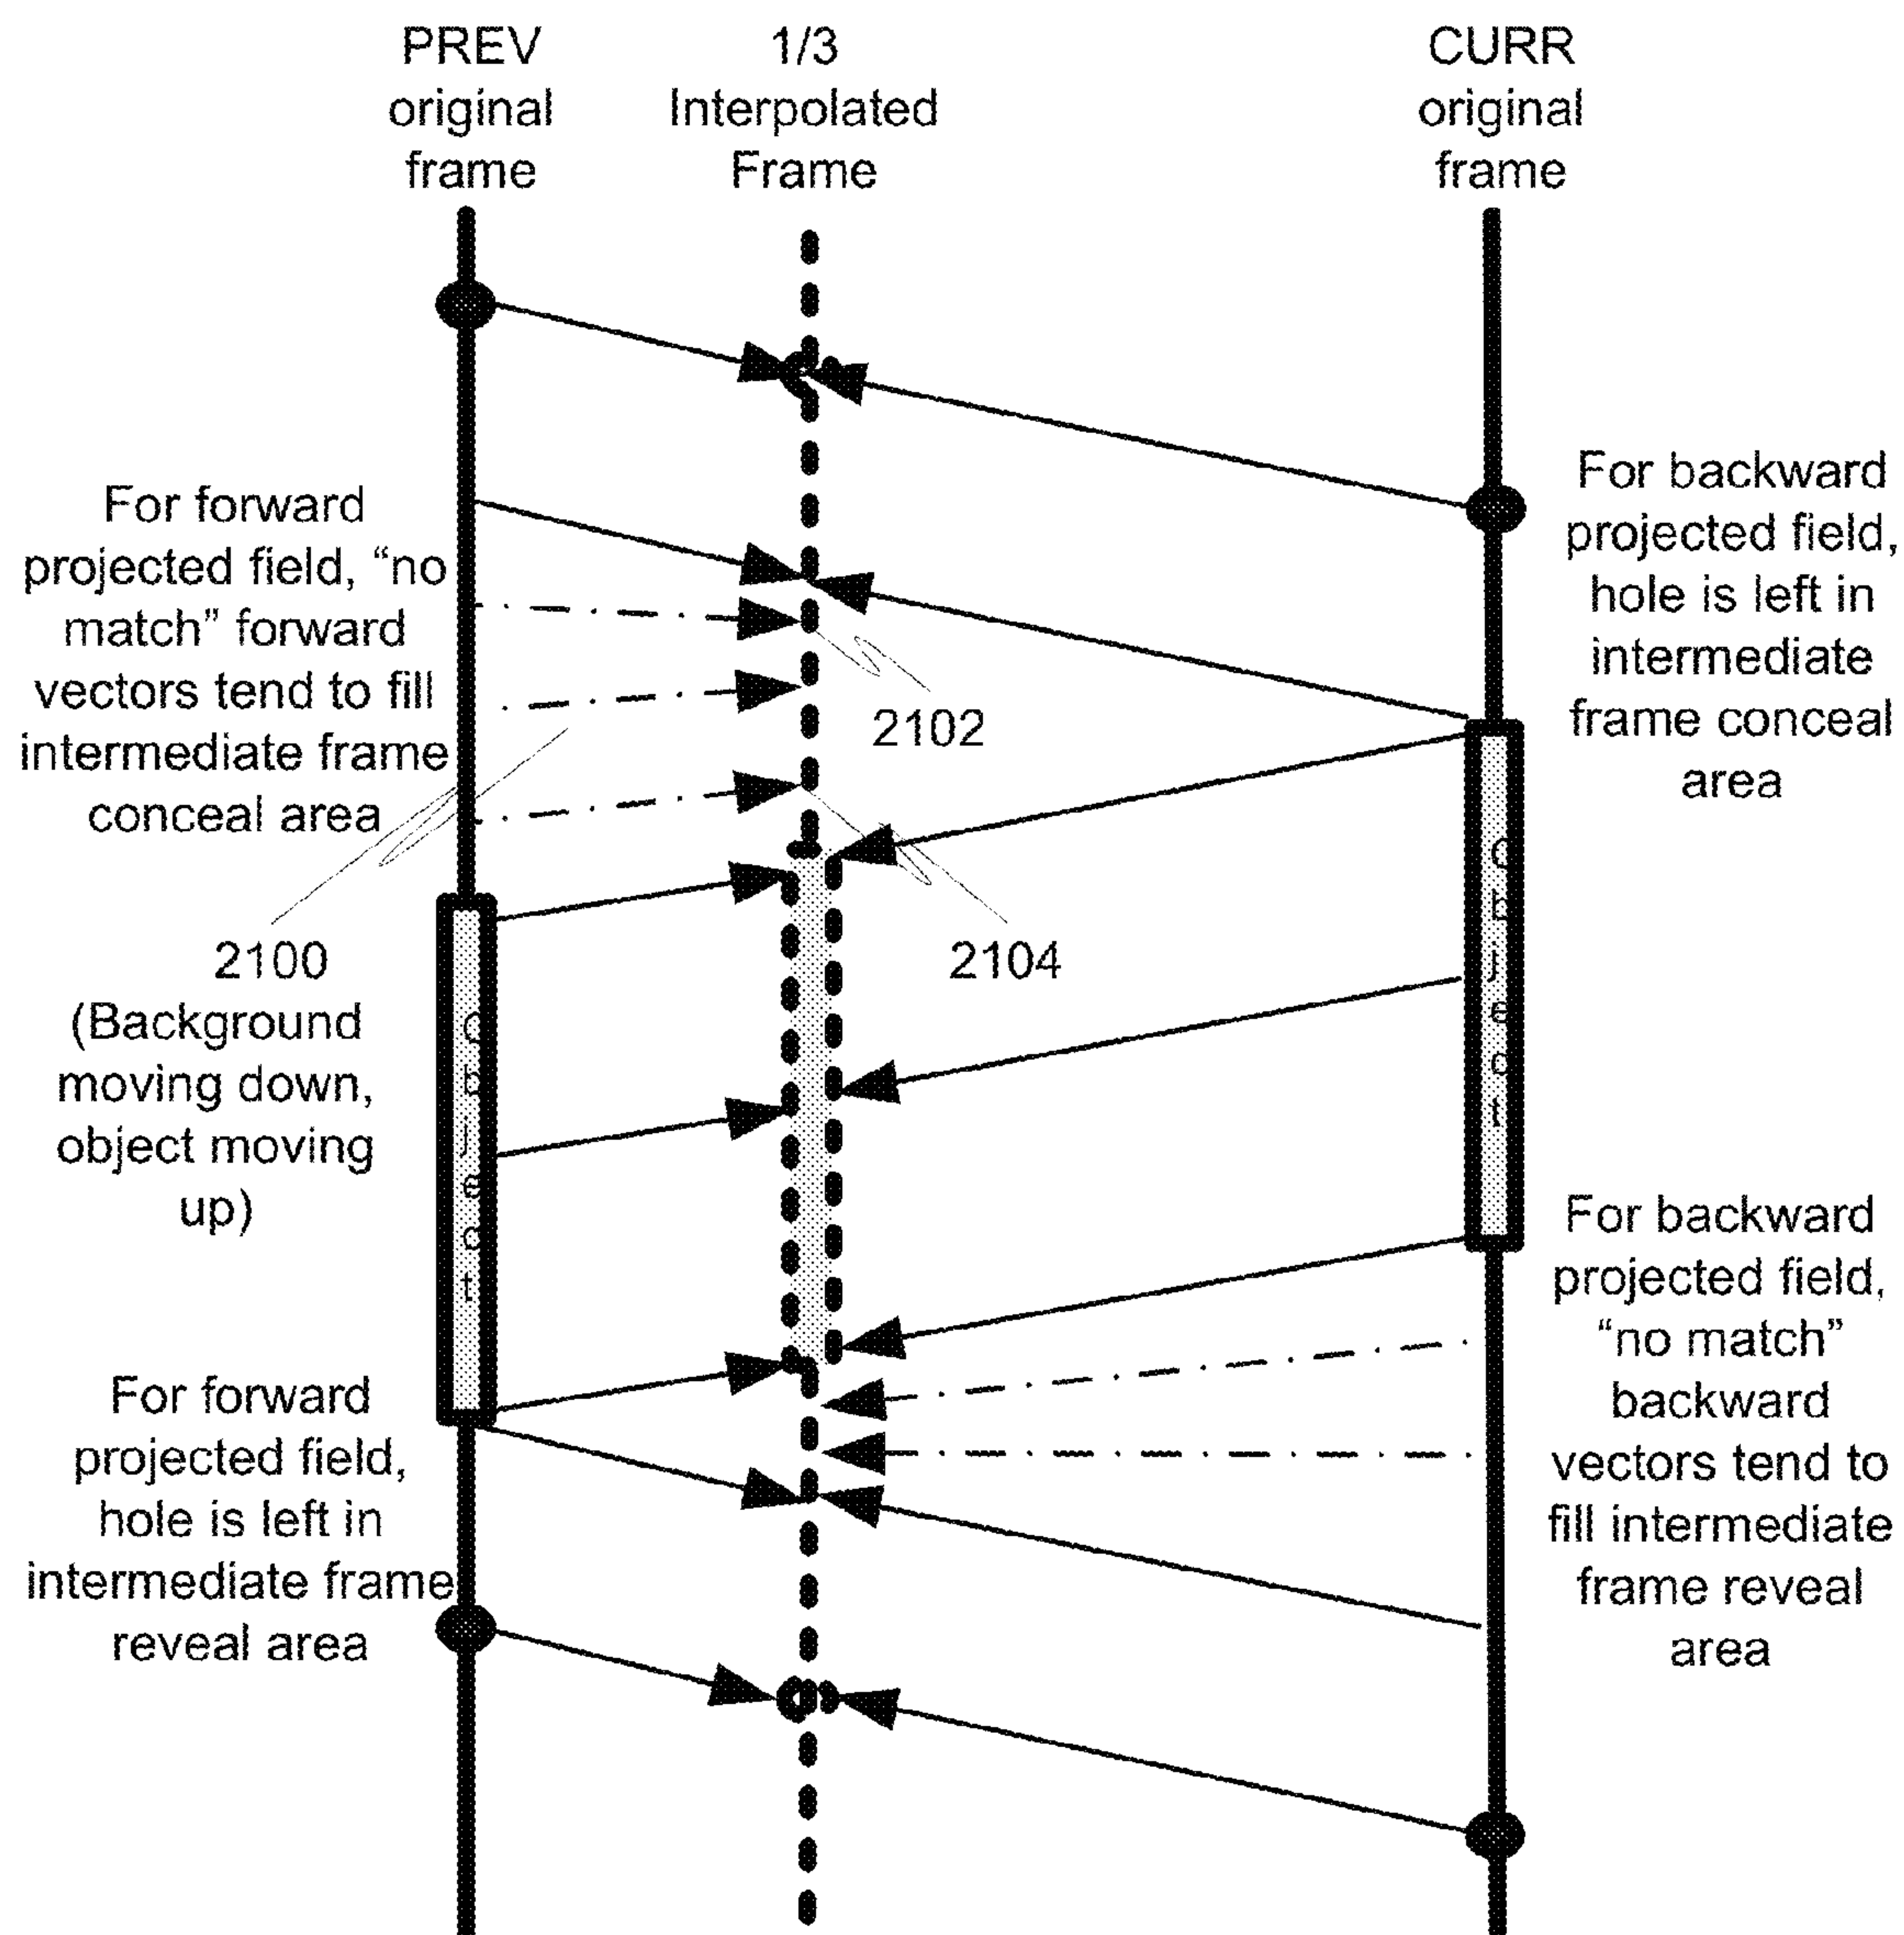 PREV
original
frame
1/3
Interpolated
Frame
CURR
original
frame
For forward
projected field, “no
match” forward
vectors tend to fill
intermediate frame
conceal area
For backward
projected field,
hole is left in
intermediate
frame conceal
area
2102
2100
(Background
moving down,
object moving
up)
2104
Object
Object
For forward
projected field,
hole is left in
intermediate frame
reveal area
For backward
projected field,
“no match”
backward
vectors tend to
fill intermediate
frame reveal
area